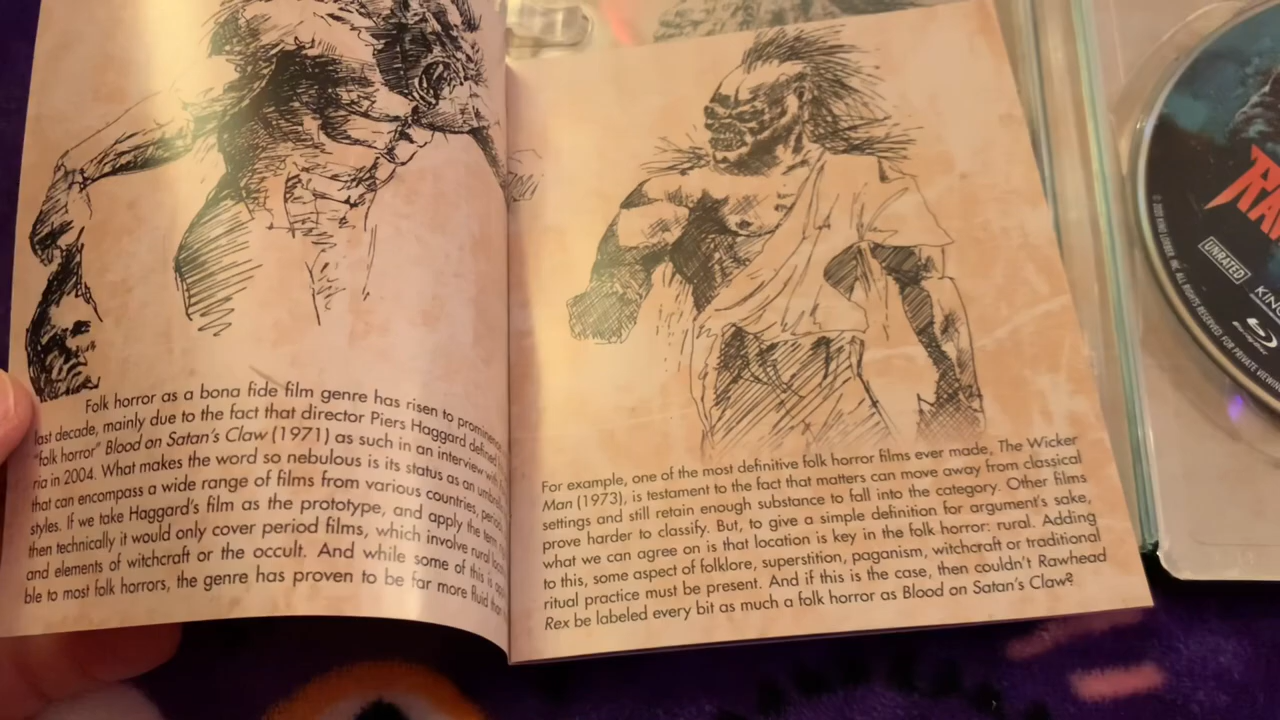 Folk horror as a bona fide film genre has risen to prominence
last decade, mainly due to the fact that director Piers Haggard defined
"folk horror" Blood on Satan's Claw (1971) as such in an interview with
ria in 2004. What makes the word so nebulous is its status as an
that can encompass a wide range of films from various countries,
styles. If we take Haggard's film as the prototype, and apply the term,
then technically it would only cover period films, which involve rural
and elements of witchcraft or the occult. And while some of this is
ble to most folk horrors, the genre has proven to be far more fluid
For example, one of the most definitive folk horror films ever made, The Wicker
Man (1973), is testament to the fact that matters can move away from classical
settings and still retain enough substance to fall into the category. Other films
prove harder to classify. But, to give a simple definition for argument's sake,
what we can agree on is that location is key in the folk horror: rural. Adding
to this, some aspect of folklore, superstition, paganism, witchcraft or traditional
ritual practice must be present. And if this is the case, then couldn't Rawhead
Rex be labeled every bit as much a folk horror as Blood on Satan's Claw?
UNRATED
© 2020 KINO LORBER, INC. ALL RIGHTS RESERVED. FOR PRIVATE